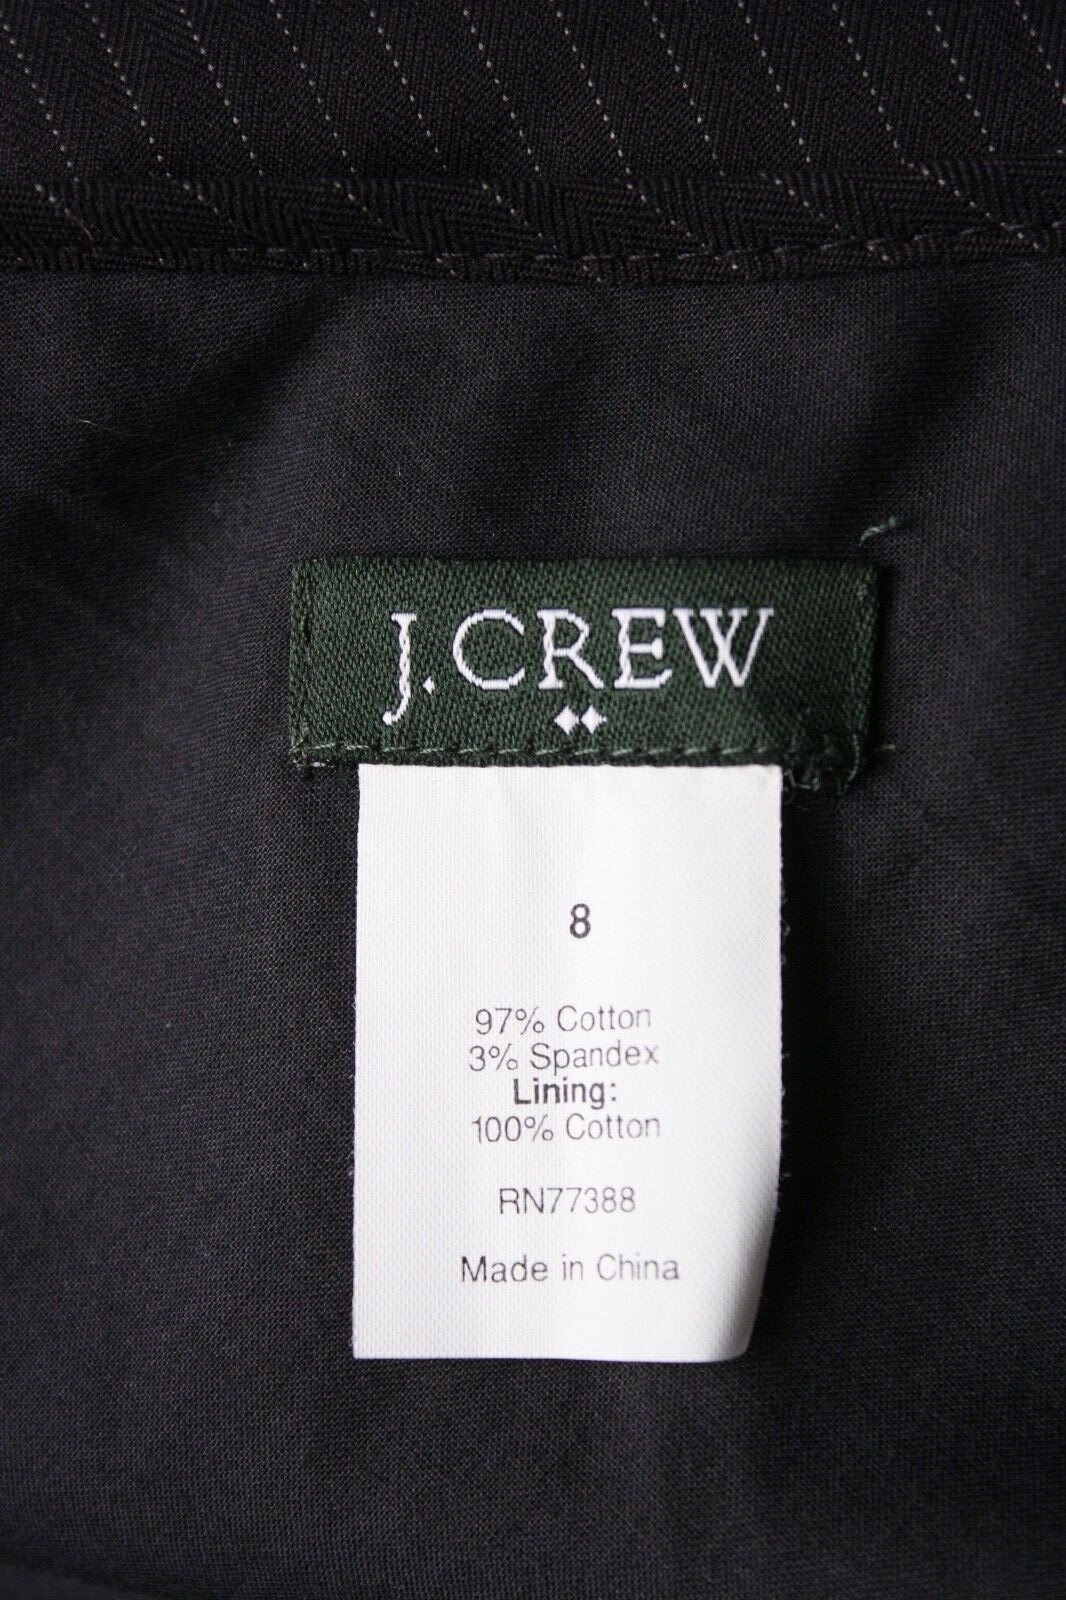 J.CREW
8
97% Cotton
3% Spandex
Lining:
100% Cotton
RN77388
Made in China